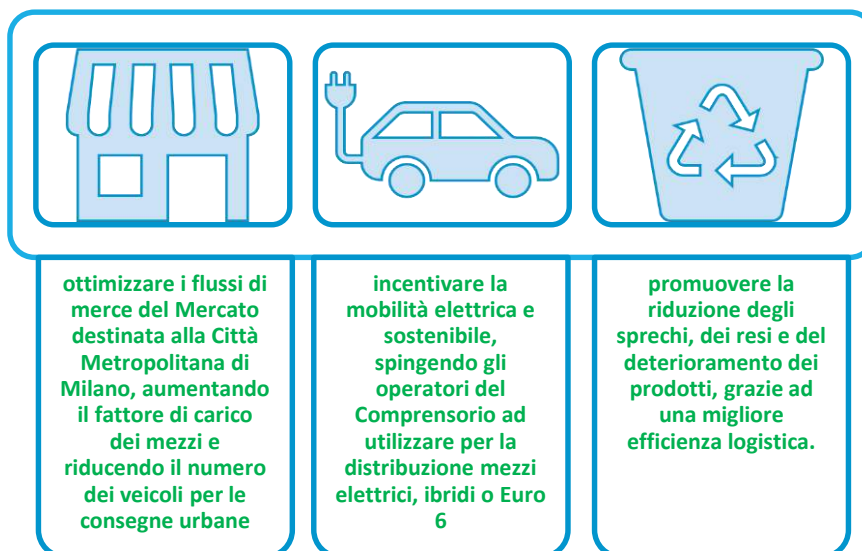 ottimizzare i flussi di
merce del Mercato
destinata alla Città
Metropolitana di
Milano, aumentando
il fattore di carico
dei mezzi e
riducendo il numero
dei veicoli per le
consegne urbane
incentivare la
mobilità elettrica e
sostenibile,
spingendo gli
operatori del
Comprensorio ad
utilizzare per la
distribuzione mezzi
elettrici, ibridi o Euro
6
promuovere la
riduzione degli
sprechi, dei resi e del
deterioramento dei
prodotti, grazie ad
una migliore
efficienza logistica.